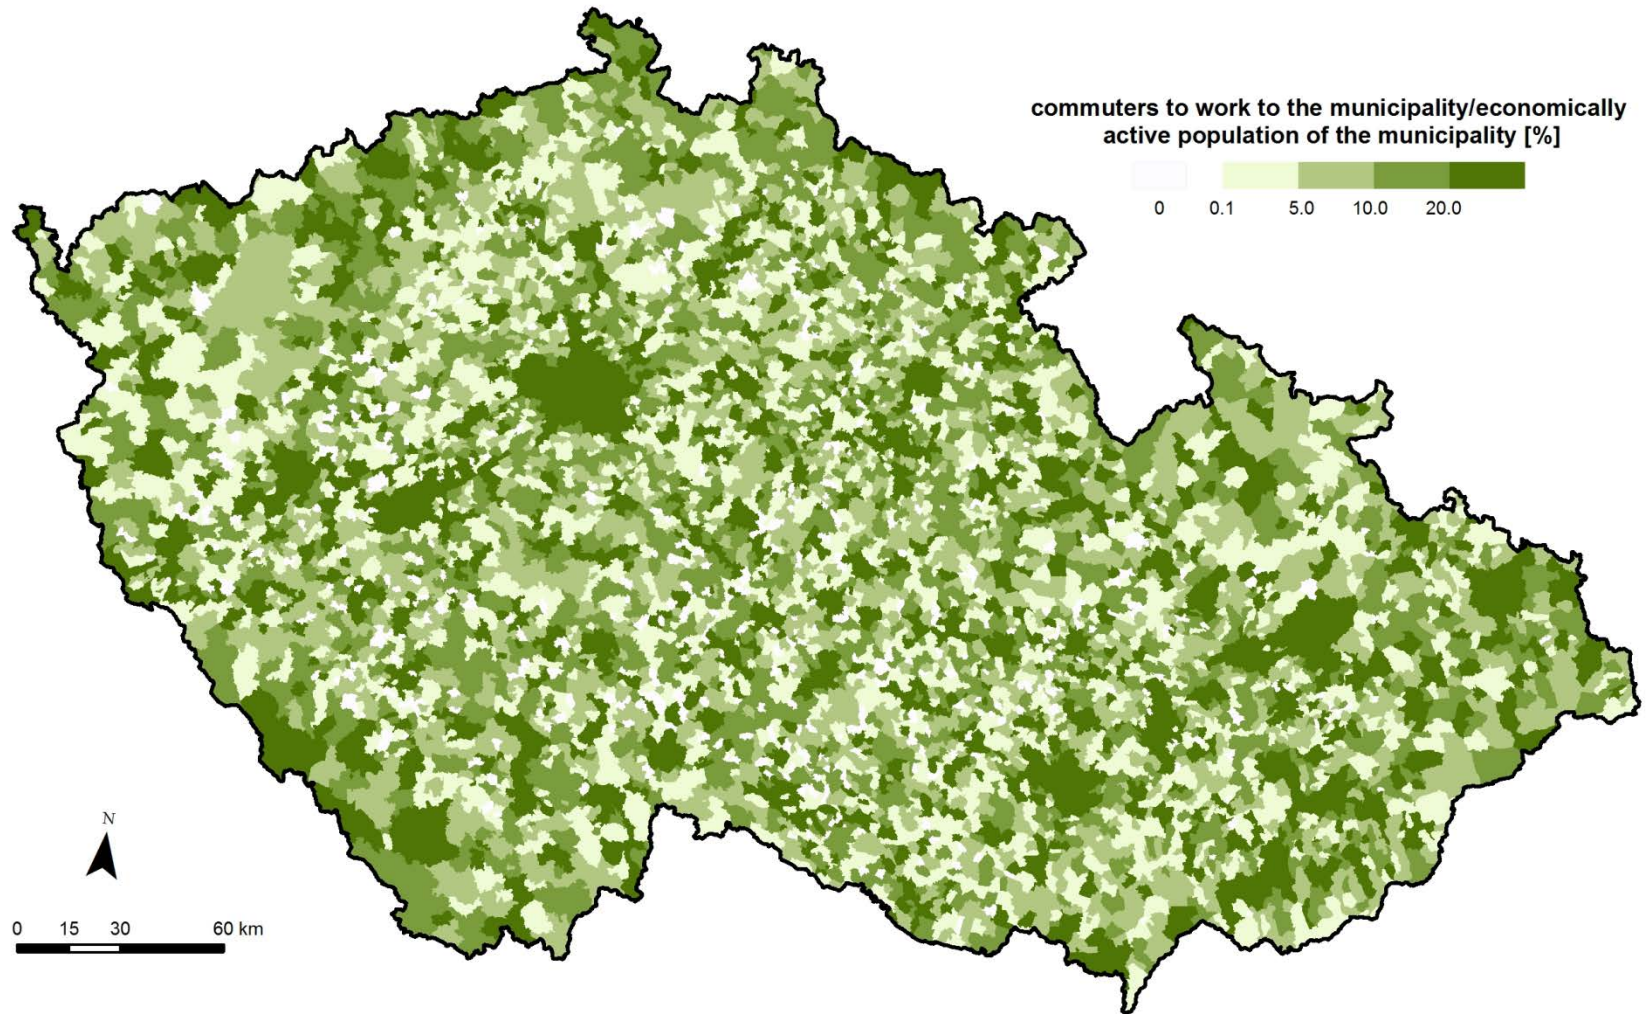 commuters to work to the municipality/economically
active population of the municipality [%]
0 0.1 5.0 10.0 20.0
N
0 15 30 60 km